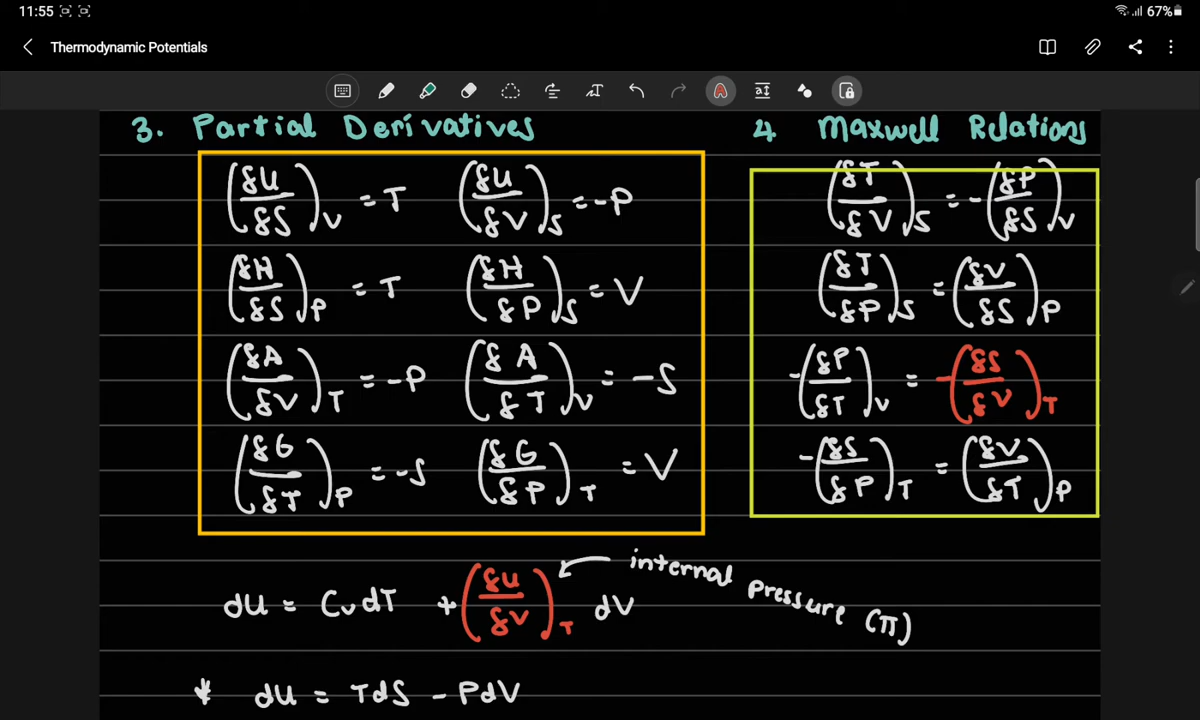 11:55 67%
Thermodynamic Potentials
3. Partial Derivatives
(δU/δS)_V = T (δU/δV)_S = -P
(δH/δS)_P = T (δH/δP)_S = V
(δA/δV)_T = -P (δA/δT)_V = -S
(δG/δT)_P = -S (δG/δP)_T = V
4 Maxwell Relations
(δT/δV)_S = -(δP/δS)_V
(δT/δP)_S = (δV/δS)_P
-(δP/δT)_V = -(δS/δV)_T
-(δS/δP)_T = (δV/δT)_P
dU = CvdT + (δU/δV)_T dV
internal pressure (π)
* dU = TdS - PdV